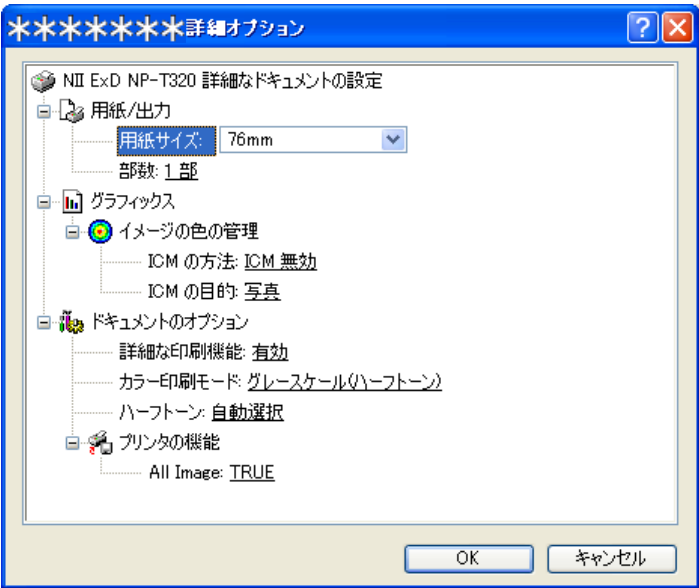 *******詳細オプション
NII ExD NP-T320 詳細なドキュメントの設定
用紙/出力
用紙サイズ: 76mm
部数: 1 部
グラフィックス
イメージの色の管理
ICM の方法: ICM 無効
ICM の目的: 写真
ドキュメントのオプション
詳細な印刷機能: 有効
カラー印刷モード: グレースケール(ハーフトーン)
ハーフトーン: 自動選択
プリンタの機能
All Image: TRUE
OK キャンセル